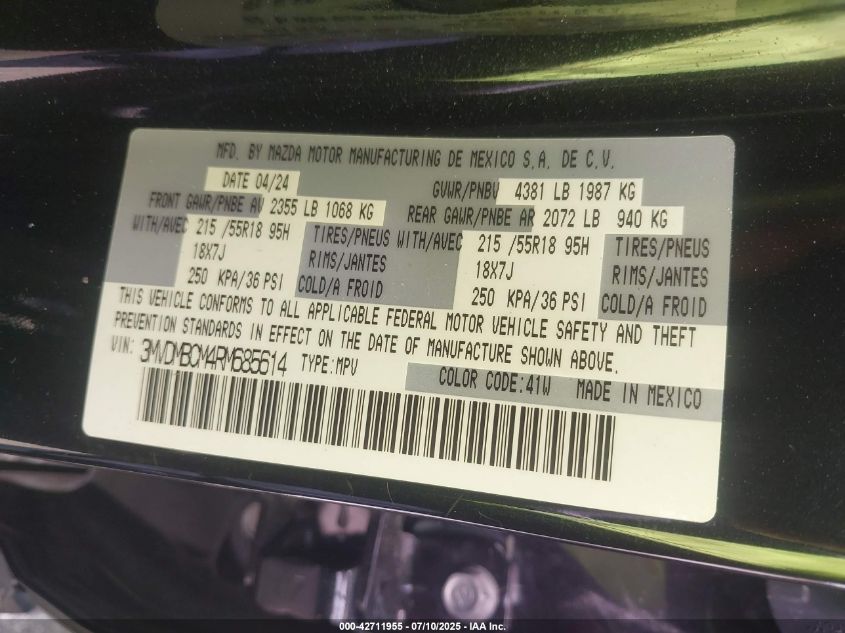 MFD. BY MAZDA MOTOR MANUFACTURING DE MEXICO S.A. DE C.V.
DATE 04/24 GVWR/PNBV 4381 LB 1987 KG
FRONT GAWR/PNBE AV 2355 LB 1068 KG REAR GAWR/PNBE AR 2072 LB 940 KG
WITH/AVEC 215 /55R18 95H TIRES/PNEUS WITH/AVEC 215 /55R18 95H TIRES/PNEUS
18X7J RIMS/JANTES 18X7J RIMS/JANTES
250 KPA/36 PSI COLD/A FROID 250 KPA/36 PSI COLD/A FROID
THIS VEHICLE CONFORMS TO ALL APPLICABLE FEDERAL MOTOR VEHICLE SAFETY AND THEFT
PREVENTION STANDARDS IN EFFECT ON THE DATE OF MANUFACTURE SHOWN ABOVE.
VIN: 3MVDMBCM4RM685614 TYPE:MPV
COLOR CODE:41W MADE IN MEXICO
000-42711955 | 07/10/2025 | IAA Inc.